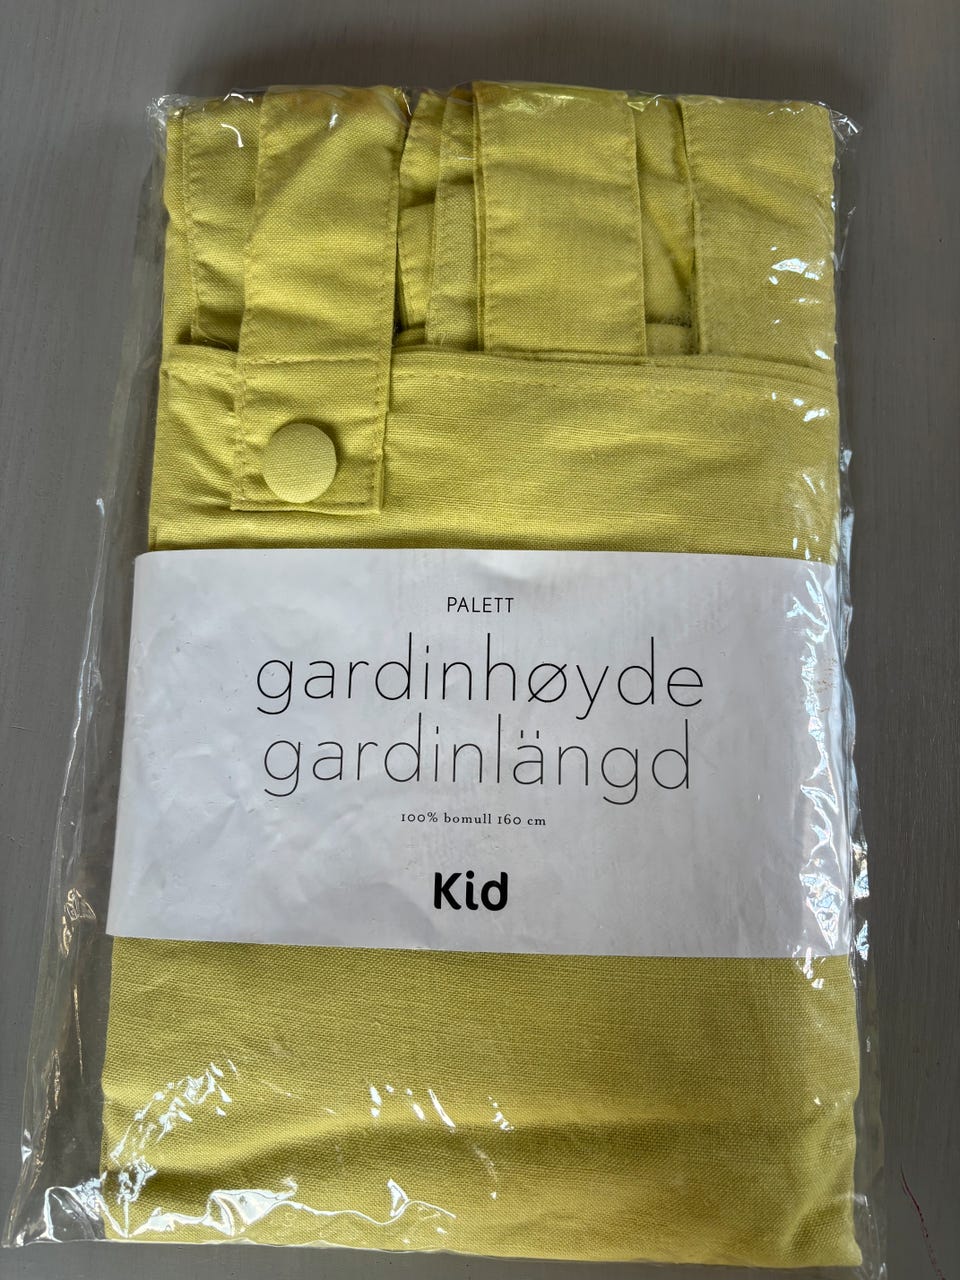 PALETT
gardinhøyde
gardinlängd
100% bomull 160 cm
Kid